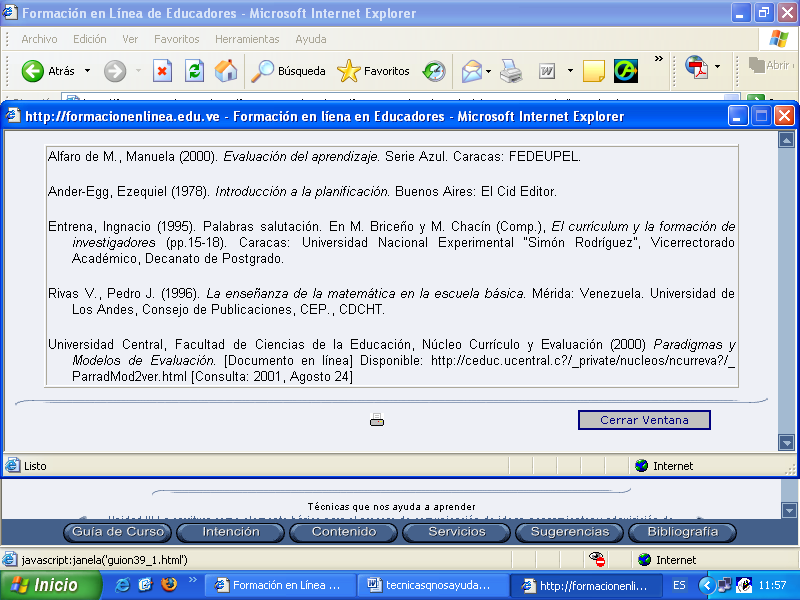 Formación en Línea de Educadores - Microsoft Internet Explorer
Archivo Edición Ver Favoritos Herramientas Ayuda
Atrás Búsqueda Favoritos » Abrir
http://formacionenlinea.edu.ve - Formación en líena en Educadores - Microsoft Internet Explorer
Alfaro de M., Manuela (2000). Evaluación del aprendizaje. Serie Azul. Caracas: FEDEUPEL.
Ander-Egg, Ezequiel (1978). Introducción a la planificación. Buenos Aires: El Cid Editor.
Entrena, Ingnacio (1995). Palabras salutación. En M. Briceño y M. Chacín (Comp.), El currículum y la formación de
investigadores (pp.15-18). Caracas: Universidad Nacional Experimental "Simón Rodríguez", Vicerrectorado
Académico, Decanato de Postgrado.
Rivas V., Pedro J. (1996). La enseñanza de la matemática en la escuela básica. Mérida: Venezuela. Universidad de
Los Andes, Consejo de Publicaciones, CEP., CDCHT.
Universidad Central, Facultad de Ciencias de la Educación, Núcleo Currículo y Evaluación (2000) Paradigmas y
Modelos de Evaluación. [Documento en línea] Disponible: http://ceduc.ucentral.c?/_private/nucleos/ncurreva?/_
ParradMod2ver.html [Consulta: 2001, Agosto 24]
Cerrar Ventana
Listo Internet
Técnicas que nos ayuda a aprender
Guía de Curso Intención Contenido Servicios Sugerencias Bibliografía
javascript:janela('guion39_1.html') Internet
Inicio » Formación en Línea ... tecnicasqnosayuda... http://formacionenli... ES 11:57